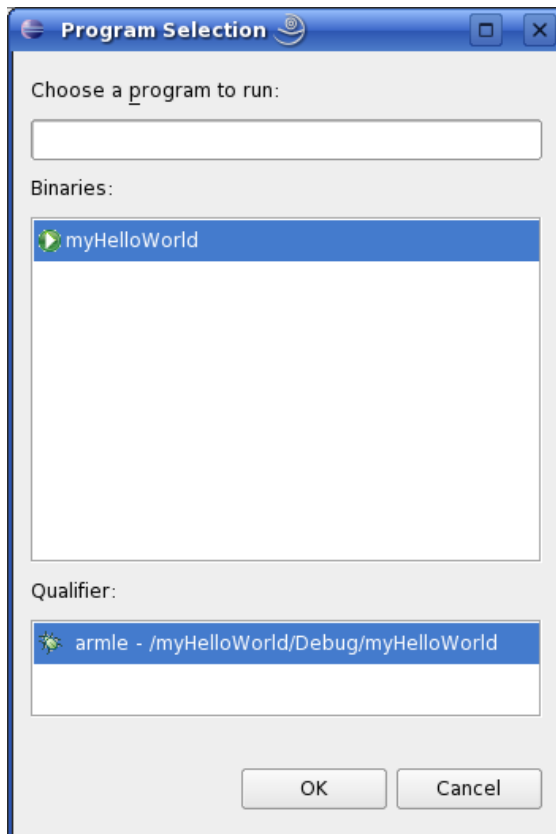 Program Selection
Choose a program to run:
Binaries:
myHelloWorld
Qualifier:
armle - /myHelloWorld/Debug/myHelloWorld
OK
Cancel